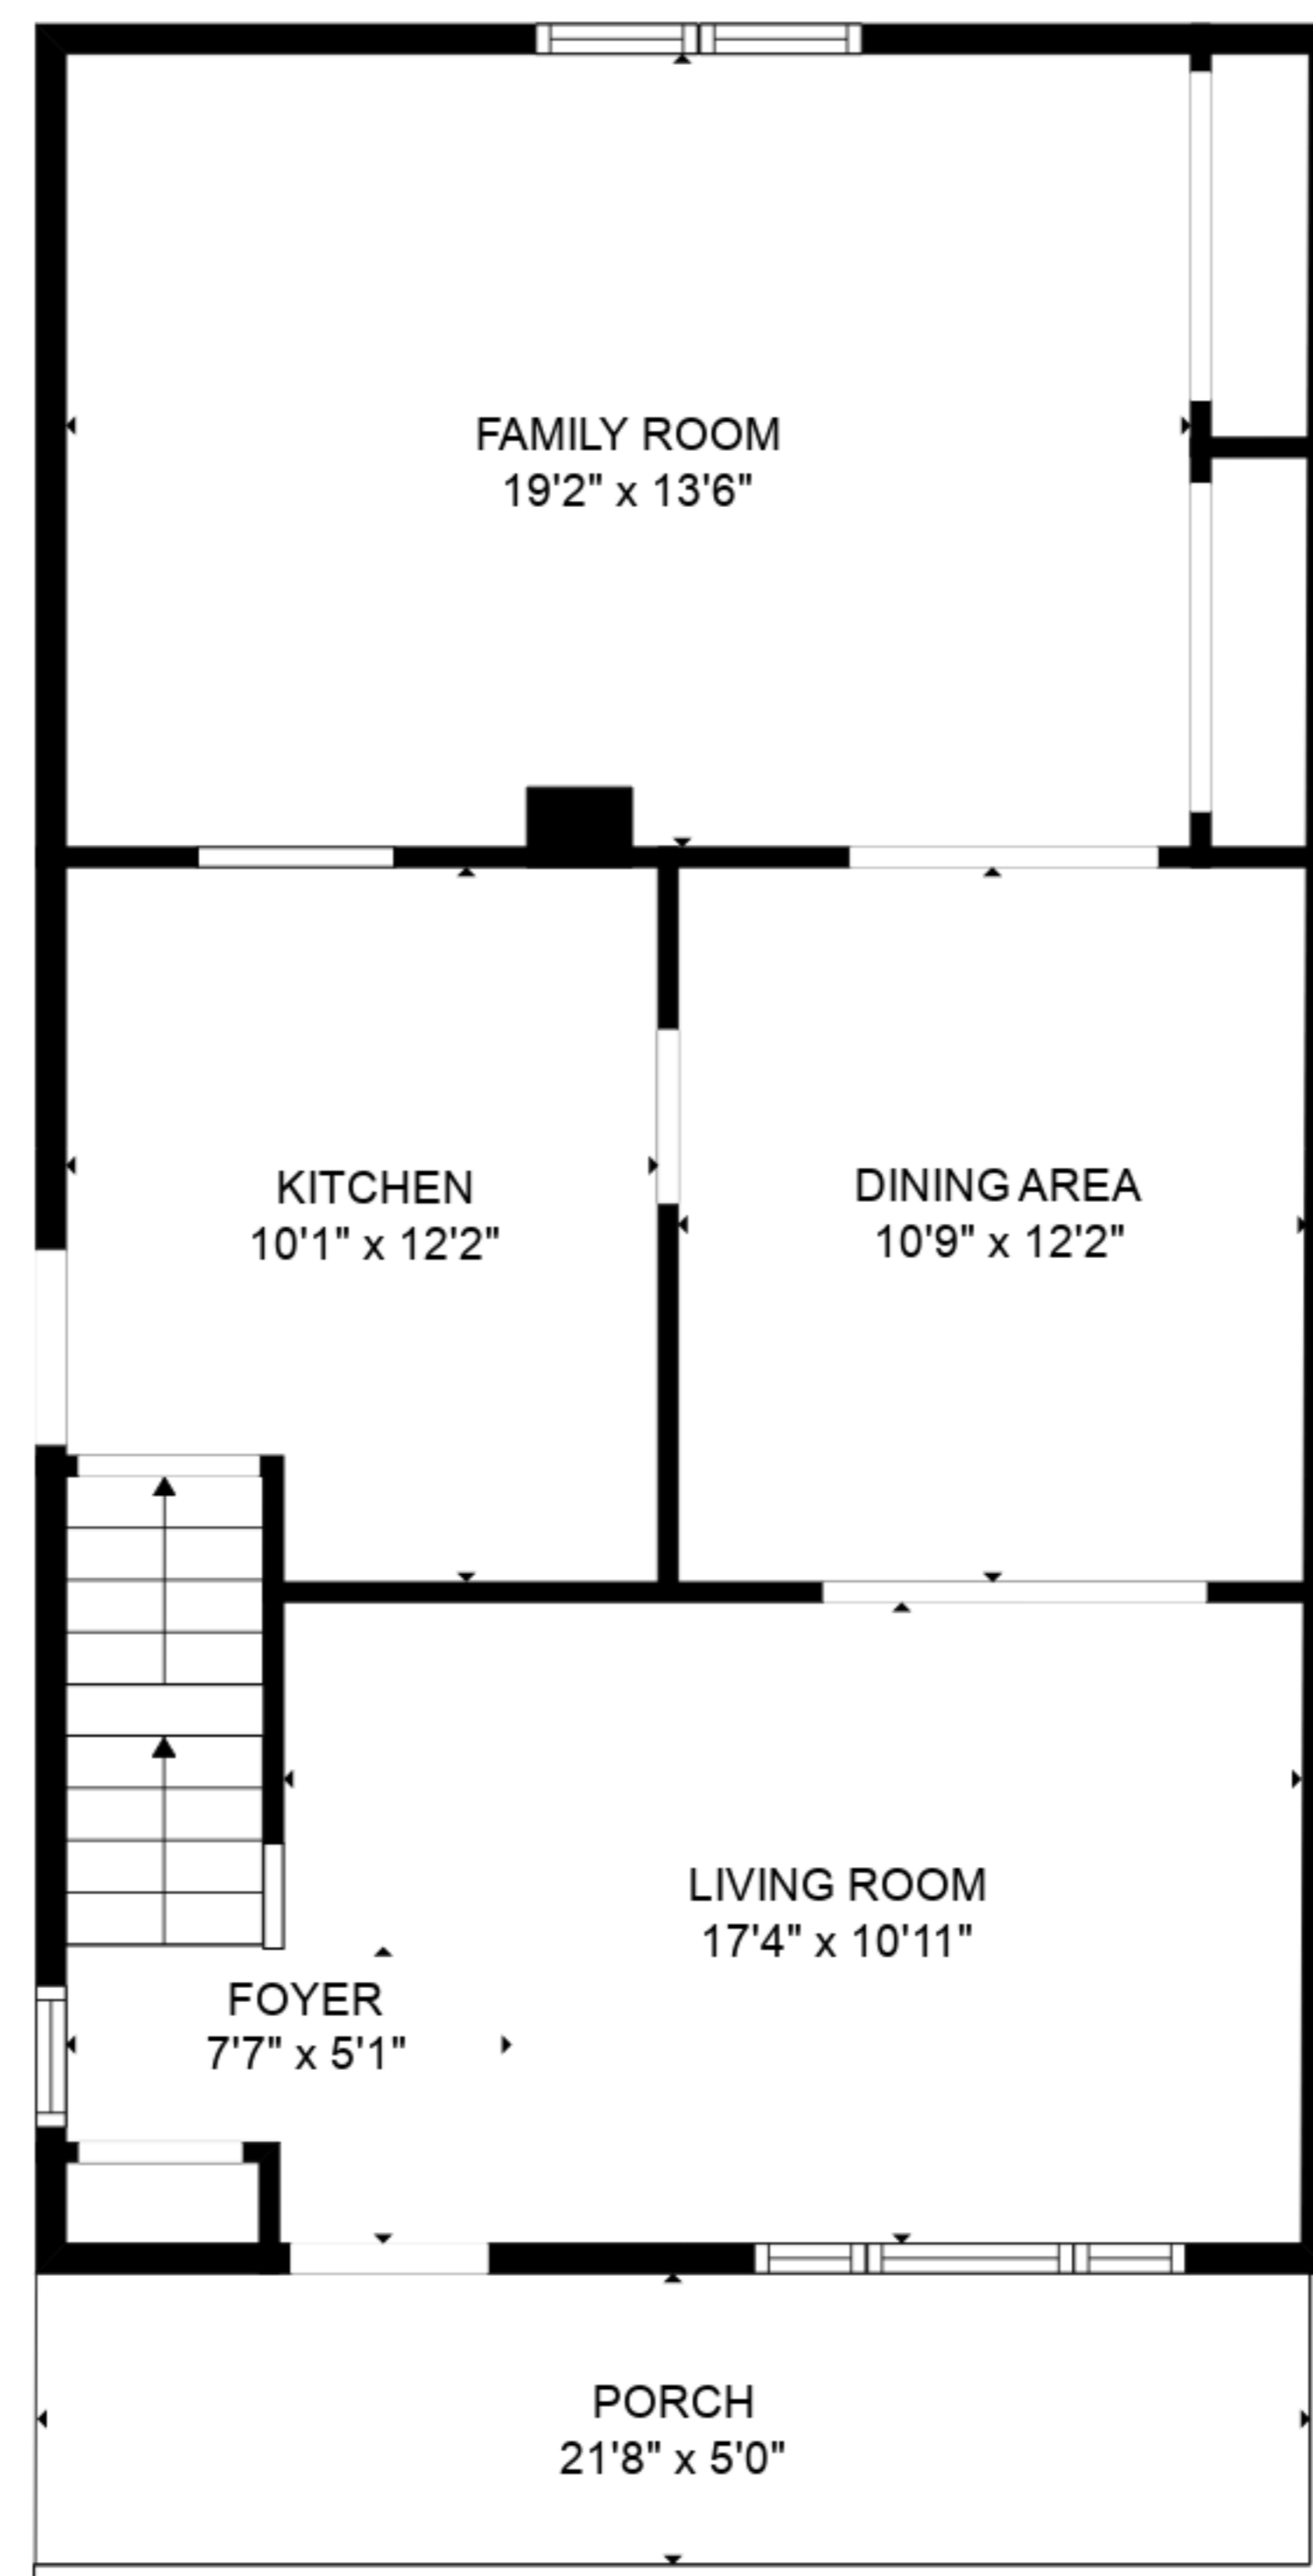 FAMILY ROOM
19'2" x 13'6"
KITCHEN
10'1" x 12'2"
DINING AREA
10'9" x 12'2"
LIVING ROOM
17'4" x 10'11"
FOYER
7'7" x 5'1"
PORCH
21'8" x 5'0"